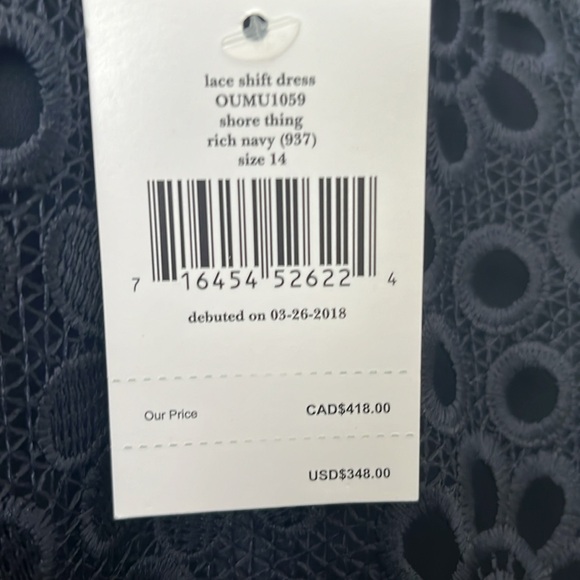 lace shift dress
OUMU1059
shore thing
rich navy (937)
size 14
7 16454 52622 4
debuted on 03-26-2018
Our Price CAD$418.00
USD$348.00